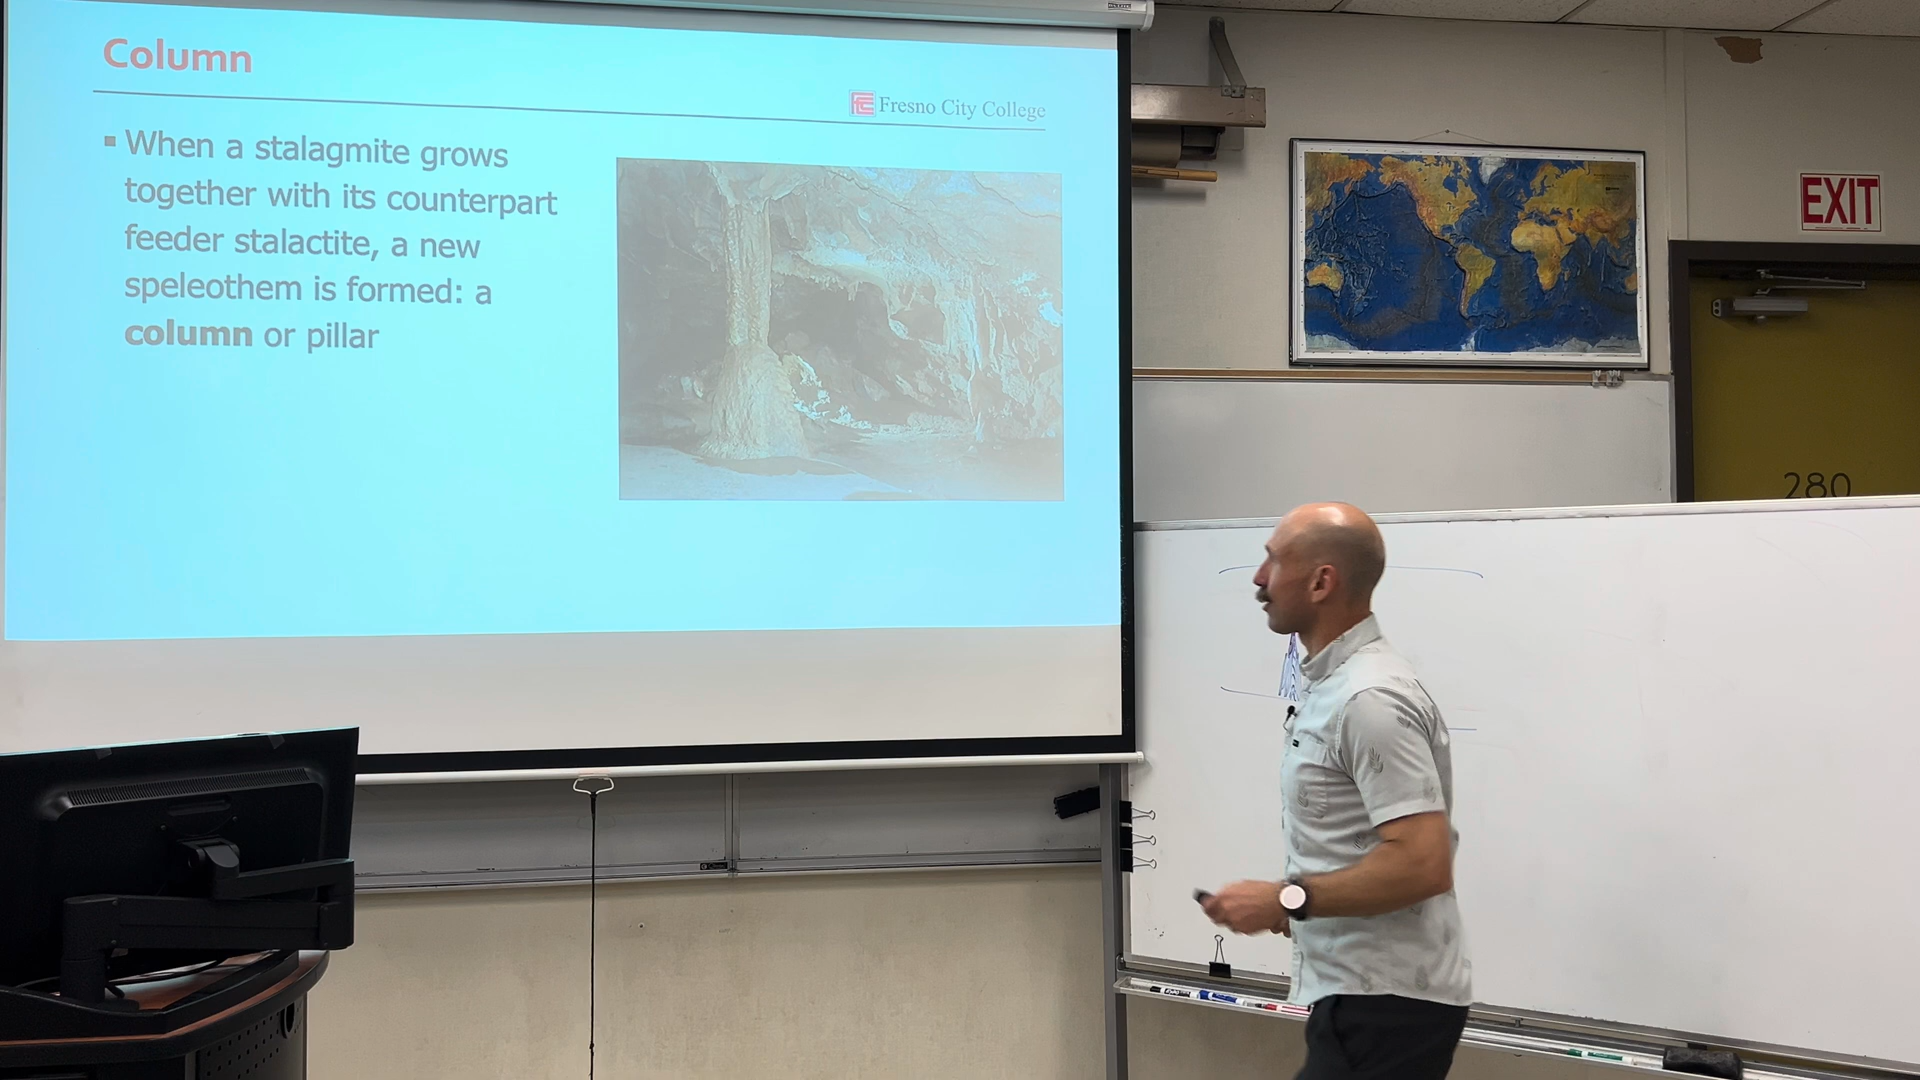 Column
Fresno City College
▪ When a stalagmite grows
together with its counterpart
feeder stalactite, a new
speleothem is formed: a
column or pillar
EXIT
280